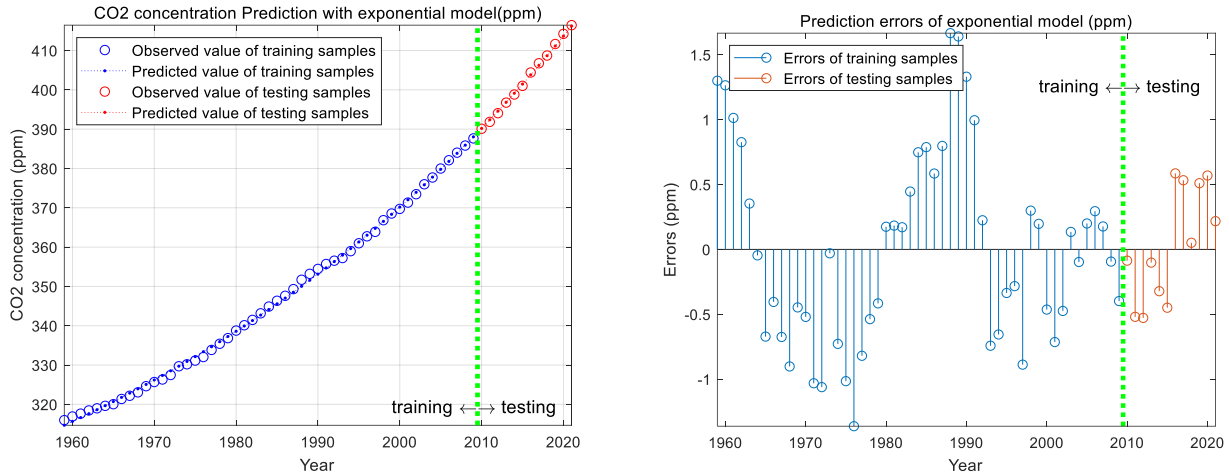 CO2 concentration Prediction with exponential model(ppm)
Observed value of training samples
Predicted value of training samples
Observed value of testing samples
Predicted value of testing samples
CO2 concentration (ppm)
410
400
390
380
370
360
350
340
330
320
training ←→ testing
1960 1970 1980 1990 2000 2010 2020
Year
Prediction errors of exponential model (ppm)
Errors of training samples
Errors of testing samples
training ←→ testing
Errors (ppm)
1.5
1
0.5
0
-0.5
-1
1960 1970 1980 1990 2000 2010 2020
Year